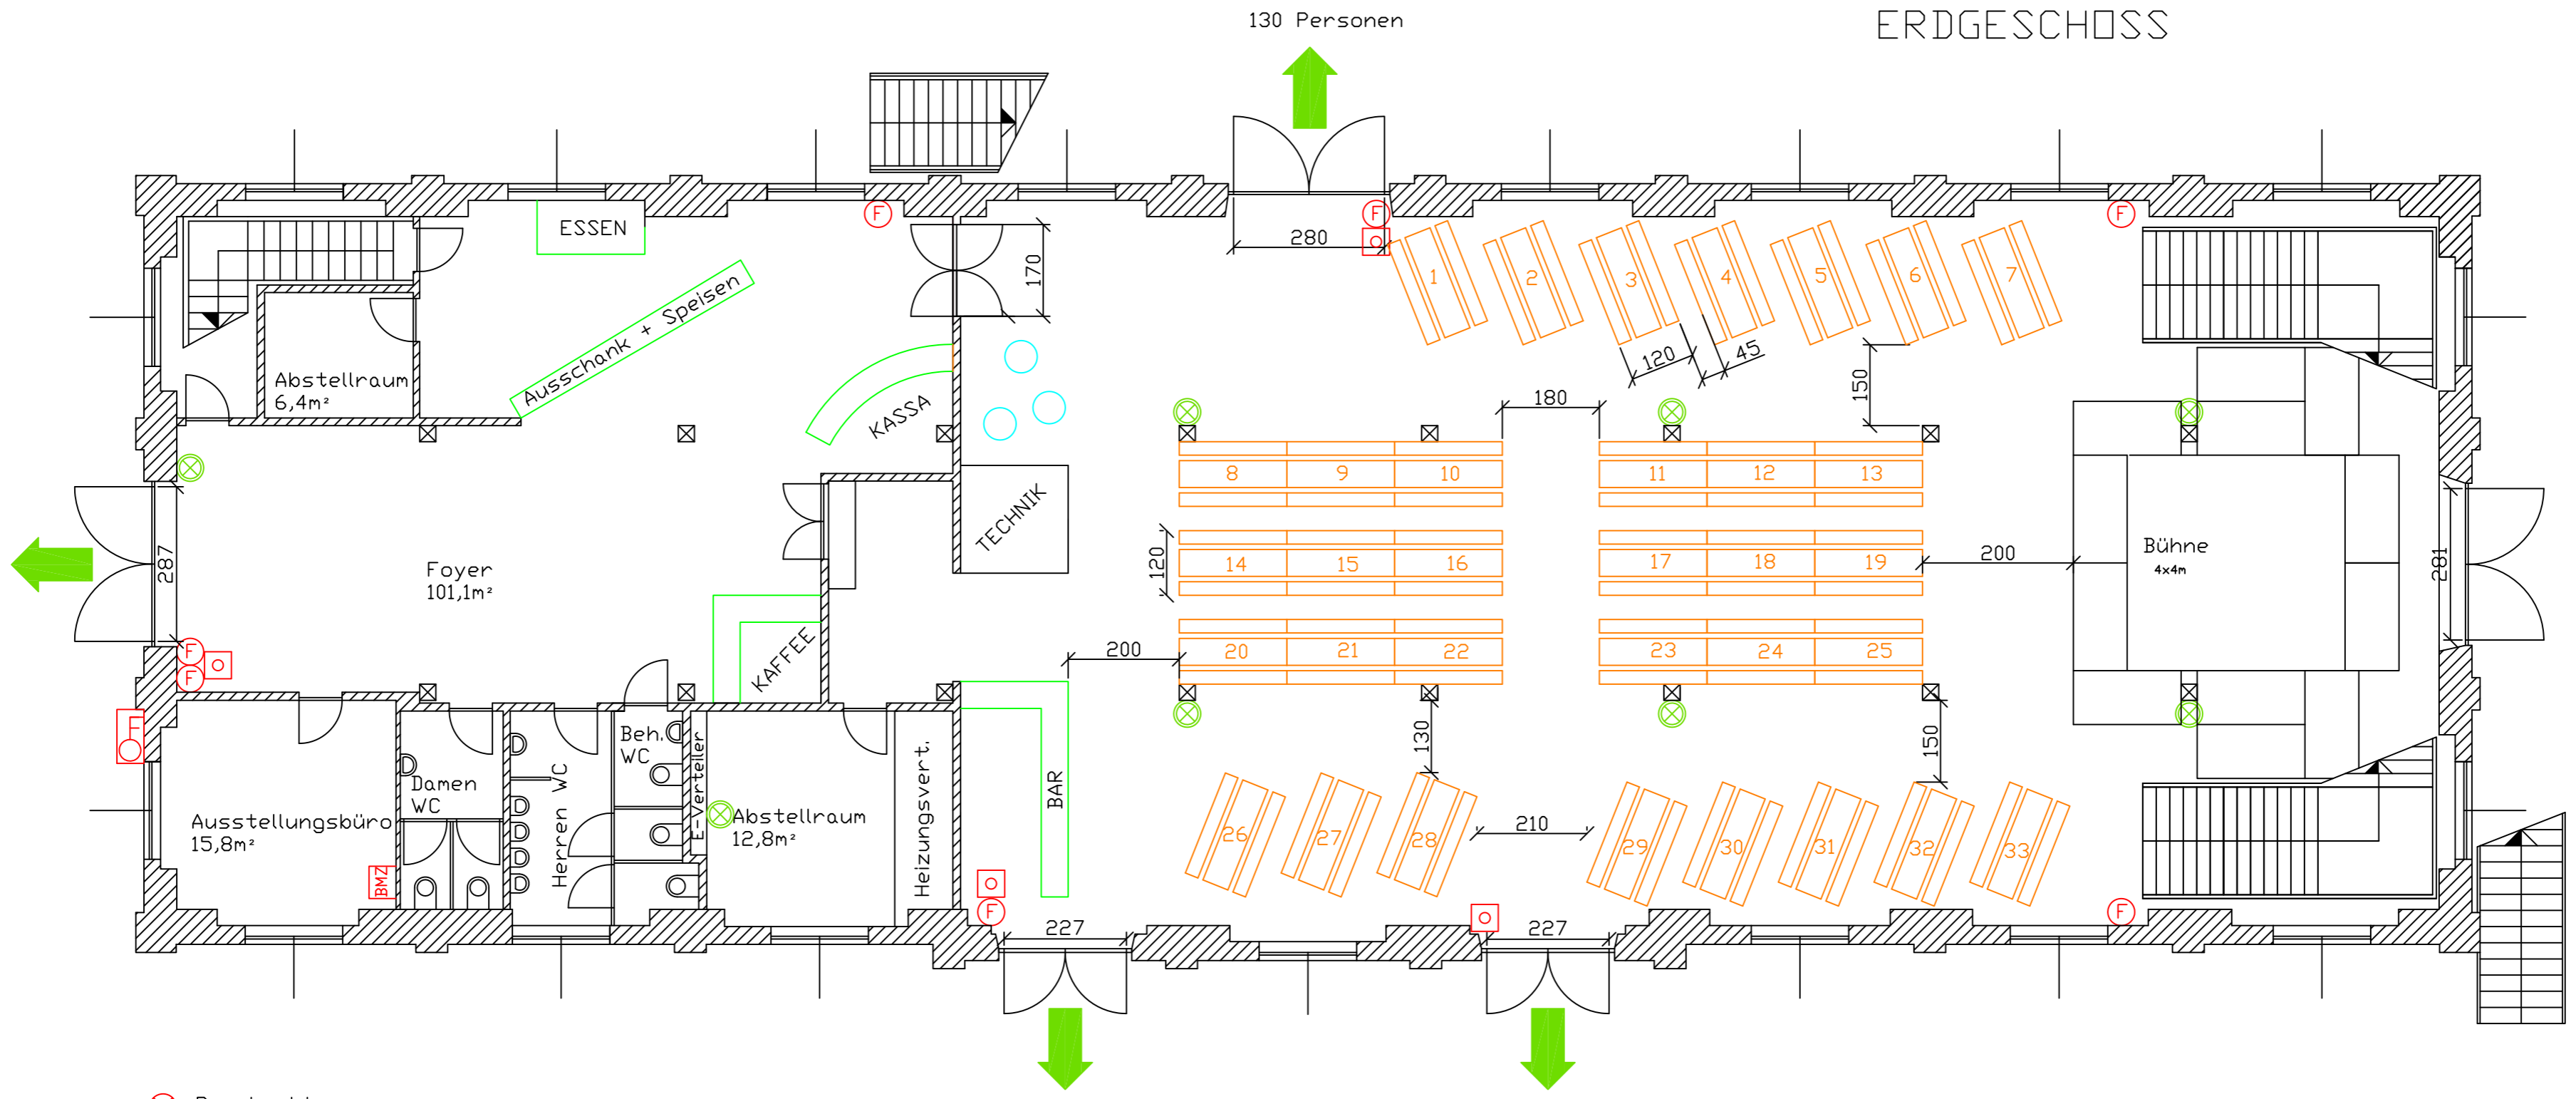 130 Personen
ERDGESCHOSS
ESSEN
F
F
F
280
170
1
2
3
4
5
6
7
Ausschank + Speisen
120
45
150
Abstellraum
6,4m²
KASSA
180
8
9
10
11
12
13
TECHNIK
287
Foyer
101,1m²
120
14
15
16
17
18
19
200
Bühne
4x4m
281
F
F
KAFFEE
200
20
21
22
23
24
25
F
130
150
Beh.
WC
E-Verteiler
Heizungsvert.
BAR
Damen
WC
Herren WC
Ausstellungsbüro
15,8m²
Abstellraum
12,8m²
26
27
28
210
29
30
31
32
33
BMZ
F
F
227
227